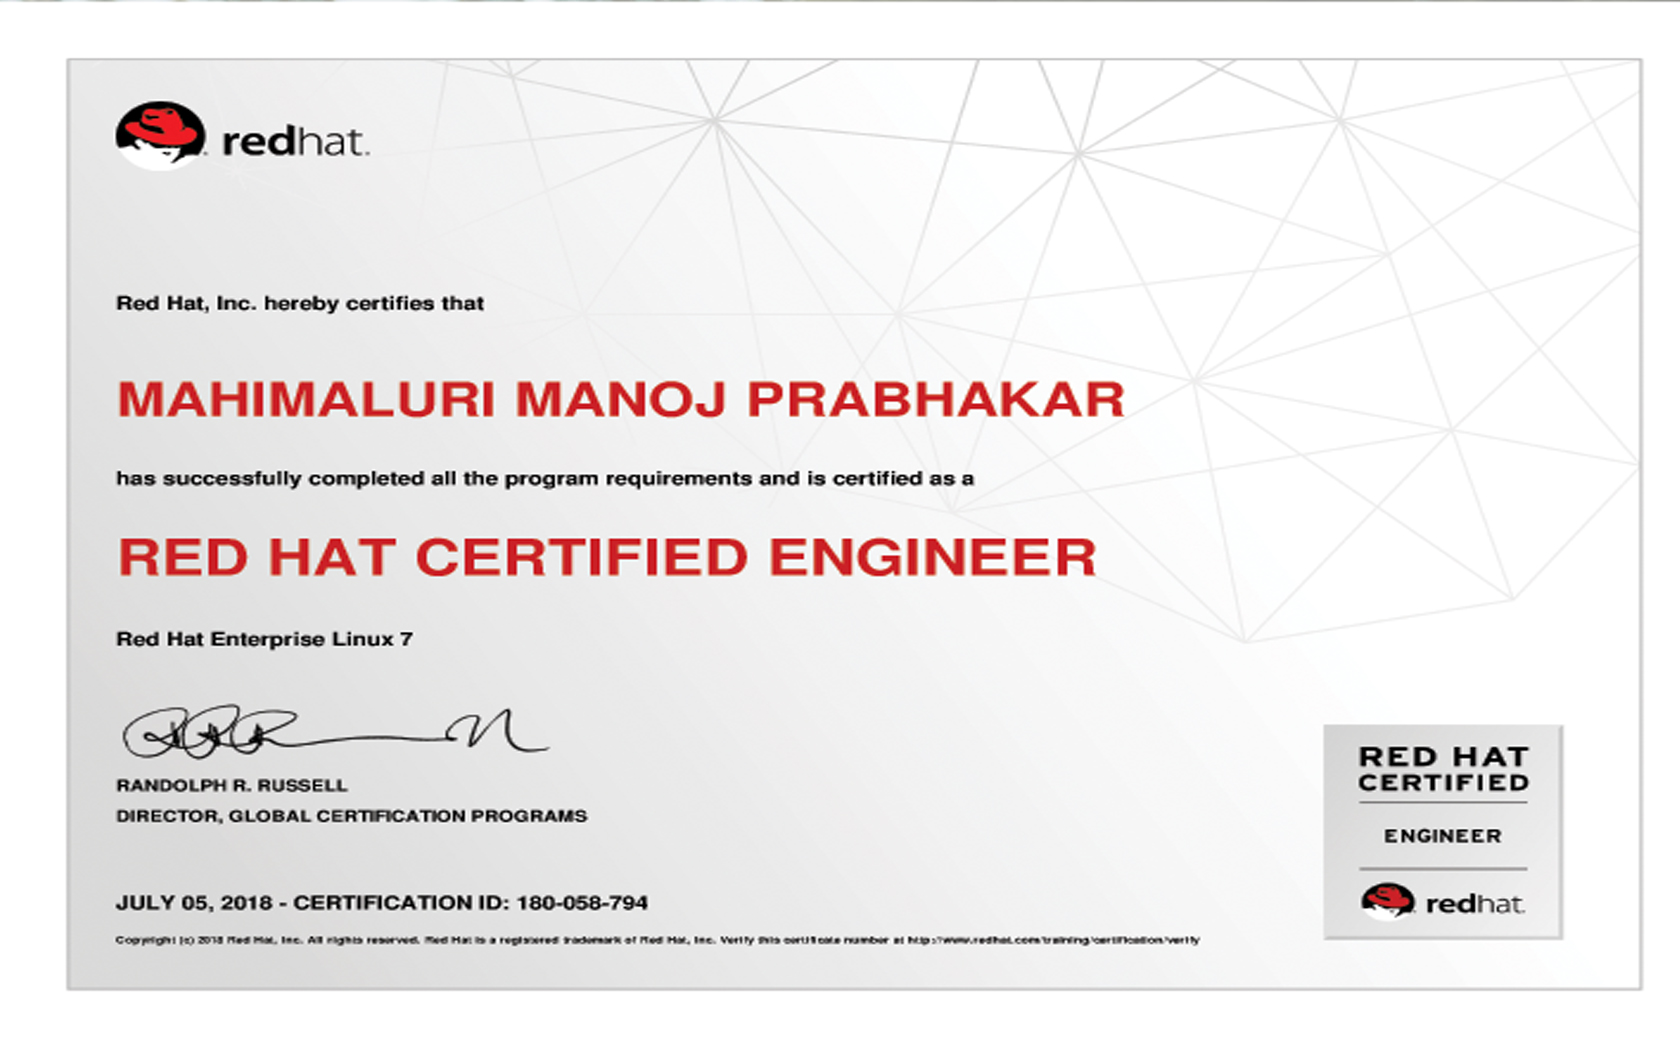 redhat.
Red Hat, Inc. hereby certifies that
MAHIMALURI MANOJ PRABHAKAR
has successfully completed all the program requirements and is certified as a
RED HAT CERTIFIED ENGINEER
Red Hat Enterprise Linux 7
RANDOLPH R. RUSSELL
DIRECTOR, GLOBAL CERTIFICATION PROGRAMS
JULY 05, 2018 - CERTIFICATION ID: 180-058-794
Copyright (c) 2018 Red Hat, Inc. All rights reserved. Red Hat is a registered trademark of Red Hat, Inc. Verify this certificate number at http://www.redhat.com/training/certification/verify
RED HAT
CERTIFIED
ENGINEER
redhat.